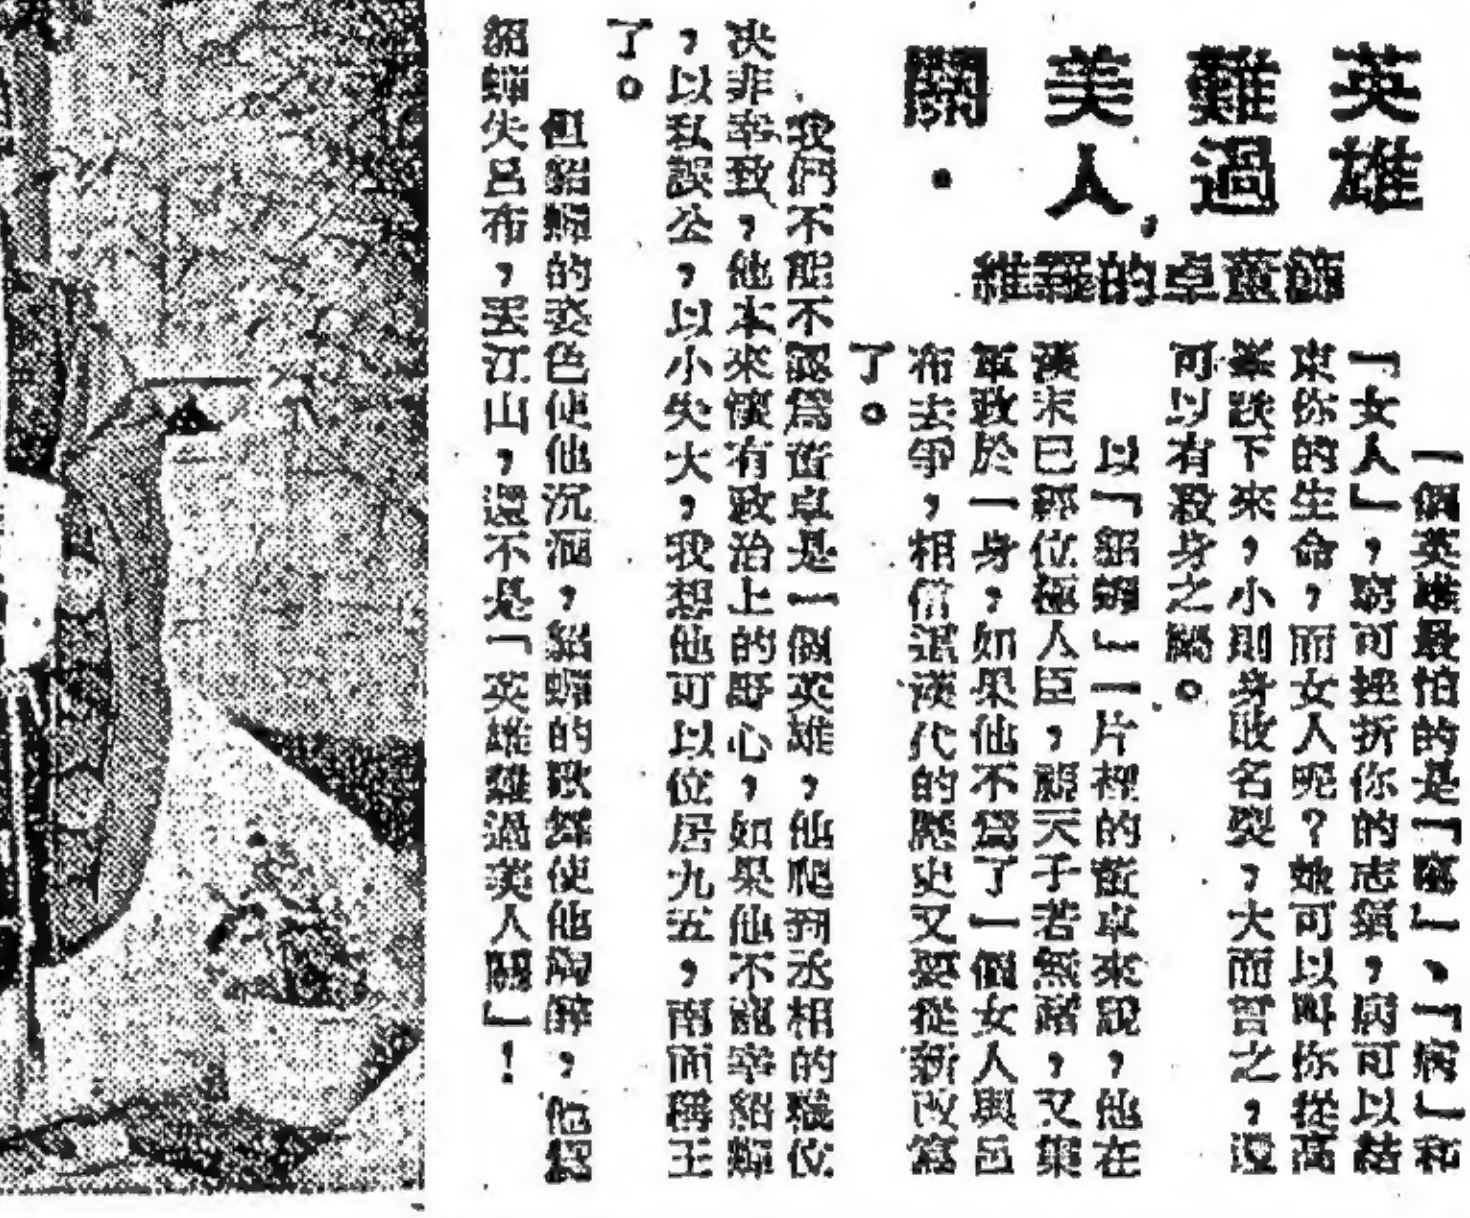 英雄
難過
美人
關．
飾董卓的羅維
一個英雄最怕的是「窮」、「病」和
「女人」，窮可挫折你的志氣，病可以結
束你的生命，而女人呢？她可以叫你從高
峯跌下來，小則身敗名裂，大而言之，還
可以有殺身之禍。
以「貂蟬」一片裡的董卓來說，他在
漢末已經位極人臣，視天子若無睹，又集
軍政於一身，如果他不爲了一個女人與呂
布去爭，相信這漢代的歷史又要從新改寫
了。
我們不能不認爲董卓是一個英雄，他爬到丞相的職位
决非幸致，他本來懷有政治上的野心，如果他不寵幸貂蟬
，以私誤公，以小失大，我想他可以位居九五，南面稱王
了。
但貂蟬的姿色使他沉湎，貂蟬的歌舞使他陶醉，他爲
貂蟬失呂布，丟江山，還不是「英雄難過美人關」！